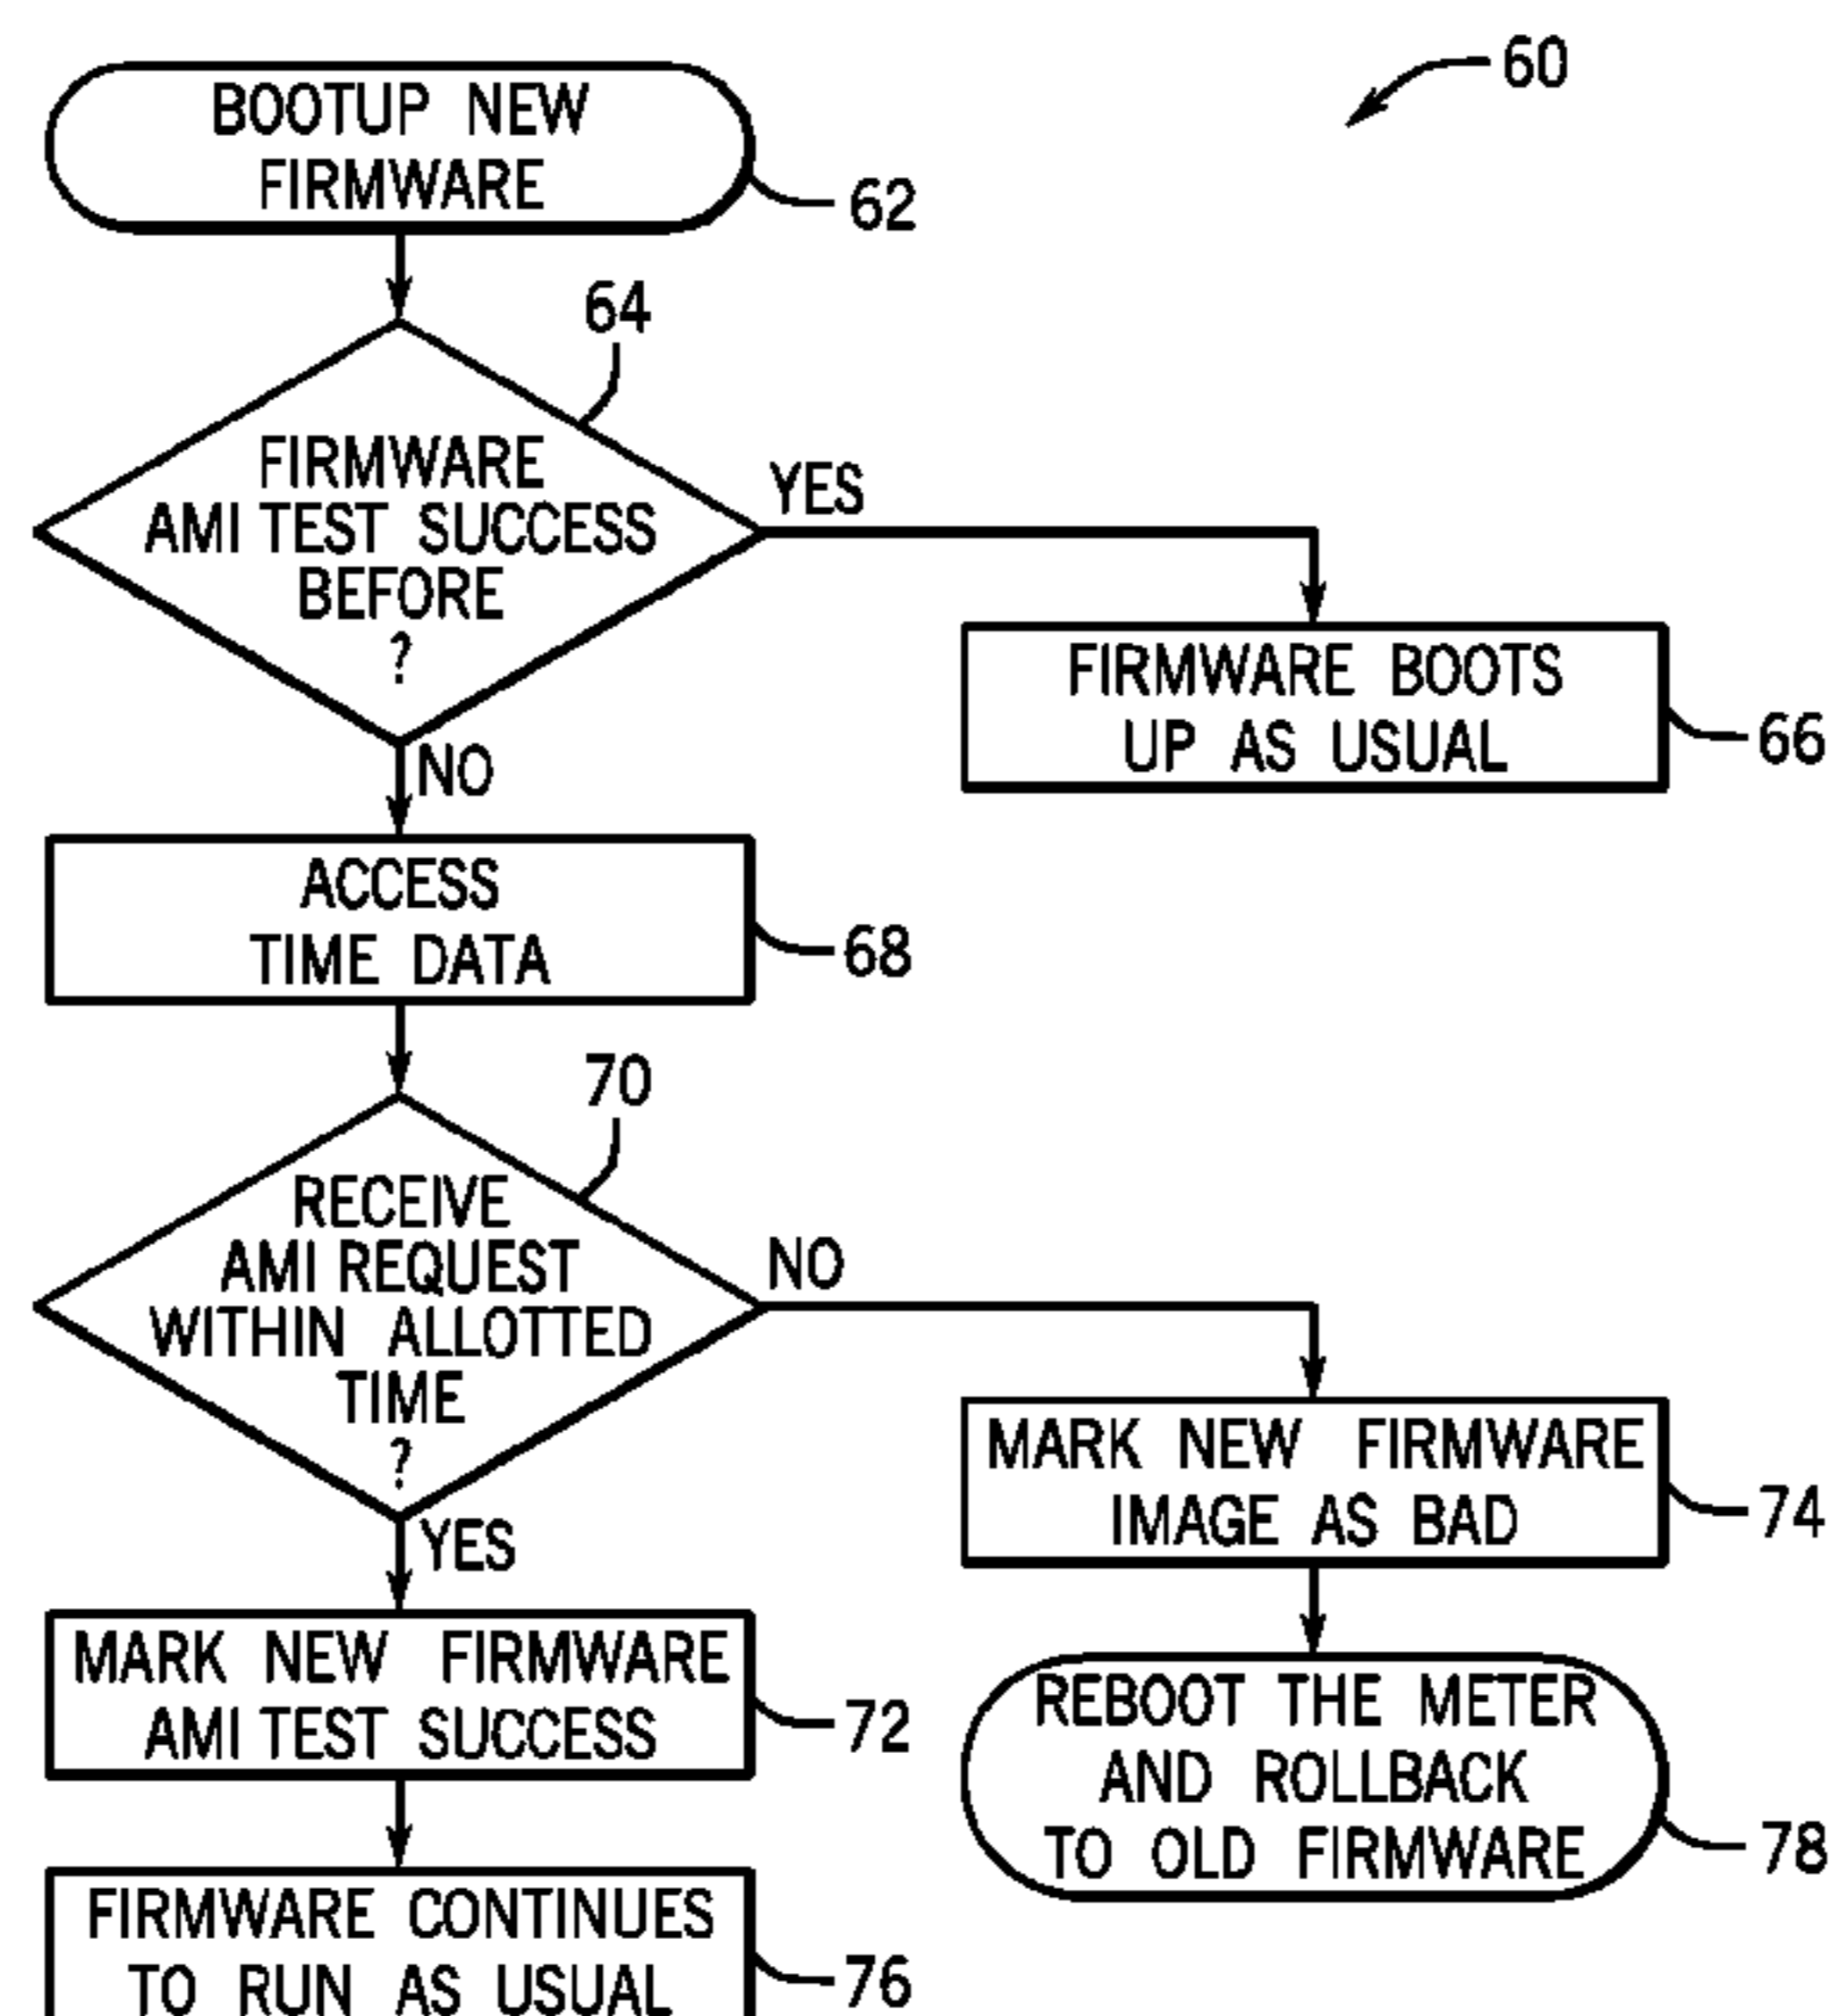 60
BOOTUP NEW
FIRMWARE
62
64
FIRMWARE
AMI TEST SUCCESS
BEFORE
?
YES
FIRMWARE BOOTS
UP AS USUAL
66
NO
ACCESS
TIME DATA
68
70
RECEIVE
AMI REQUEST
WITHIN ALLOTTED
TIME
?
NO
MARK NEW FIRMWARE
IMAGE AS BAD
74
YES
MARK NEW FIRMWARE
AMI TEST SUCCESS
72
REBOOT THE METER
AND ROLLBACK
TO OLD FIRMWARE
78
FIRMWARE CONTINUES
TO RUN AS USUAL
76